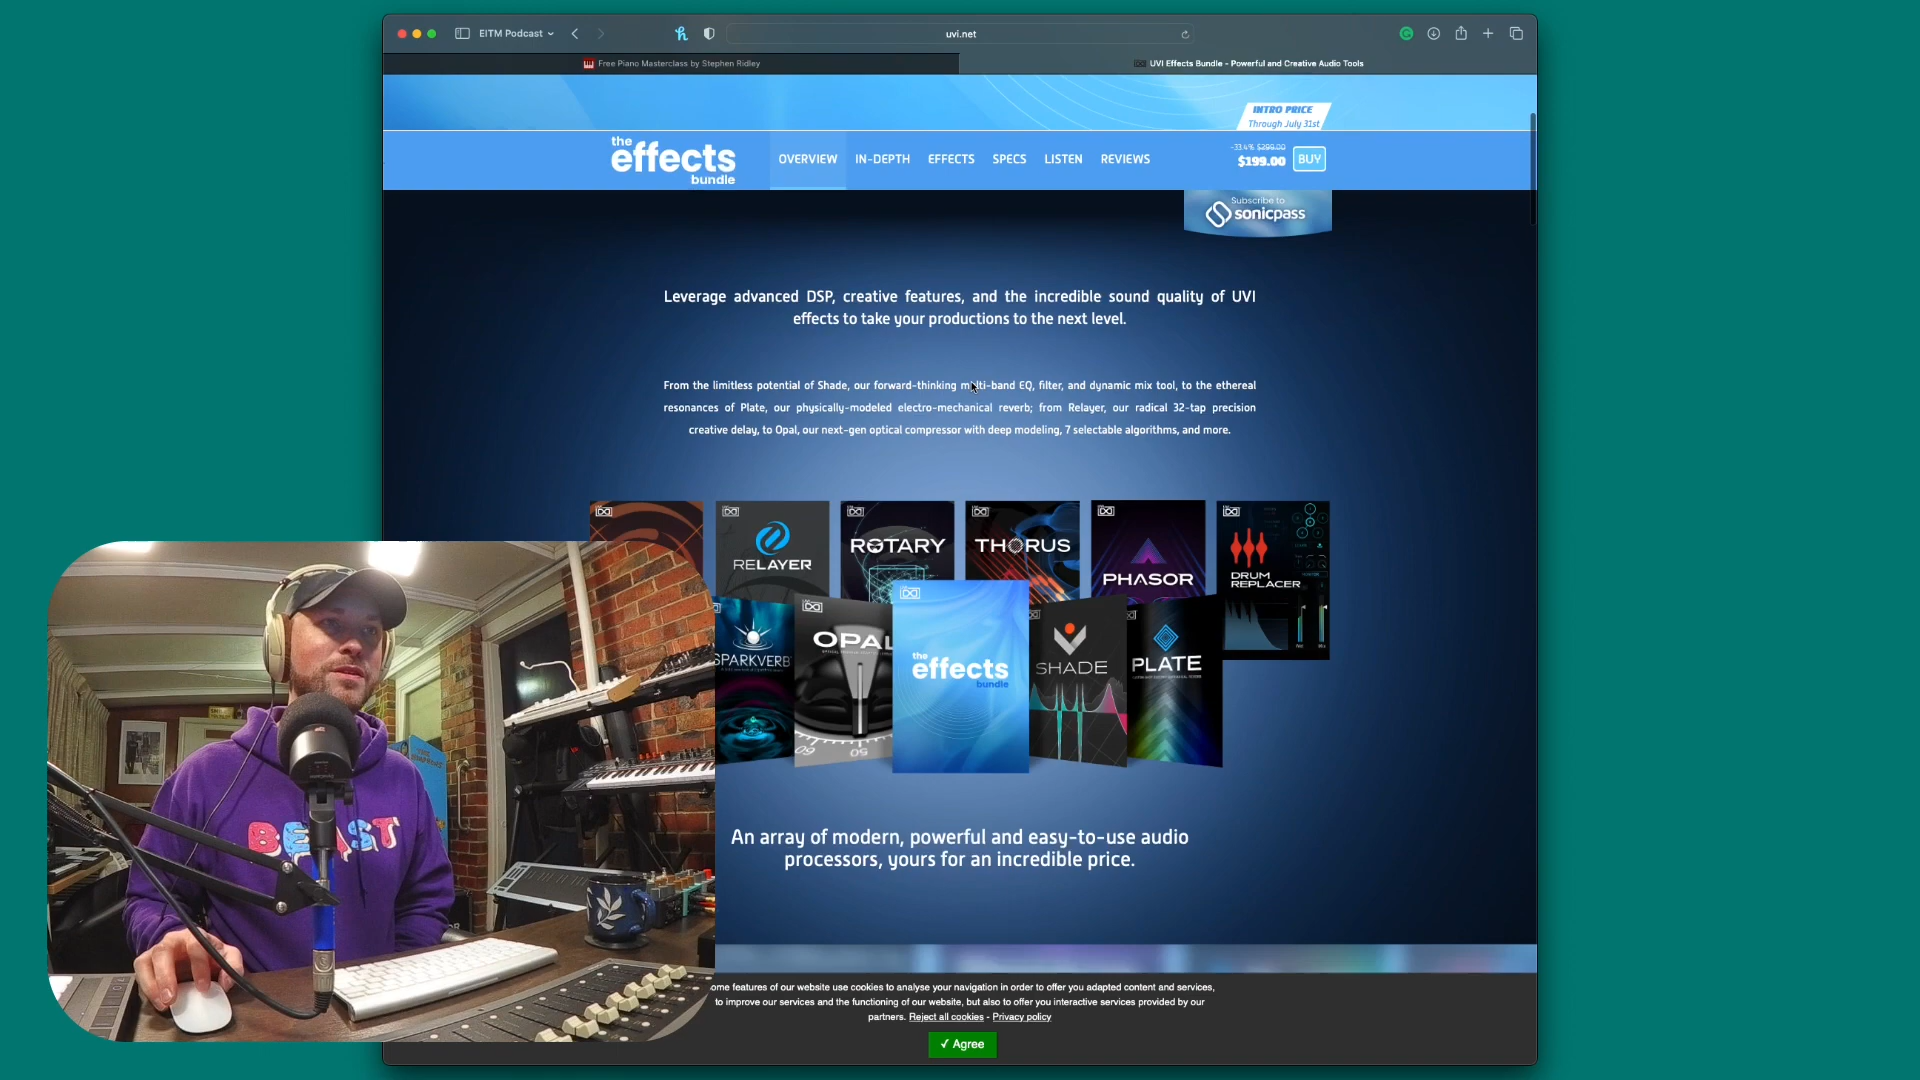 EITM Podcast
uvi.net
Free Piano Masterclass by Stephen Ridley
UVI Effects Bundle - Powerful and Creative Audio Tools
INTRO PRICE
Through July 31st
the
effects
bundle
OVERVIEW IN-DEPTH EFFECTS SPECS LISTEN REVIEWS
-33.4% $299.00
$199.00 BUY
Subscribe to
sonicpass
Leverage advanced DSP, creative features, and the incredible sound quality of UVI
effects to take your productions to the next level.
From the limitless potential of Shade, our forward-thinking multi-band EQ, filter, and dynamic mix tool, to the ethereal
resonances of Plate, our physically-modeled electro-mechanical reverb; from Relayer, our radical 32-tap precision
creative delay, to Opal, our next-gen optical compressor with deep modeling, 7 selectable algorithms, and more.
RELAYER
ROTARY
THORUS
PHASOR
DRUM
REPLACER
SPARKVERB
OPAL
the
effects
bundle
SHADE
PLATE
An array of modern, powerful and easy-to-use audio
processors, yours for an incredible price.
BEAST
ome features of our website use cookies to analyse your navigation in order to offer you adapted content and services,
to improve our services and the functioning of our website, but also to offer you interactive services provided by our
partners. Reject all cookies - Privacy policy
✓ Agree